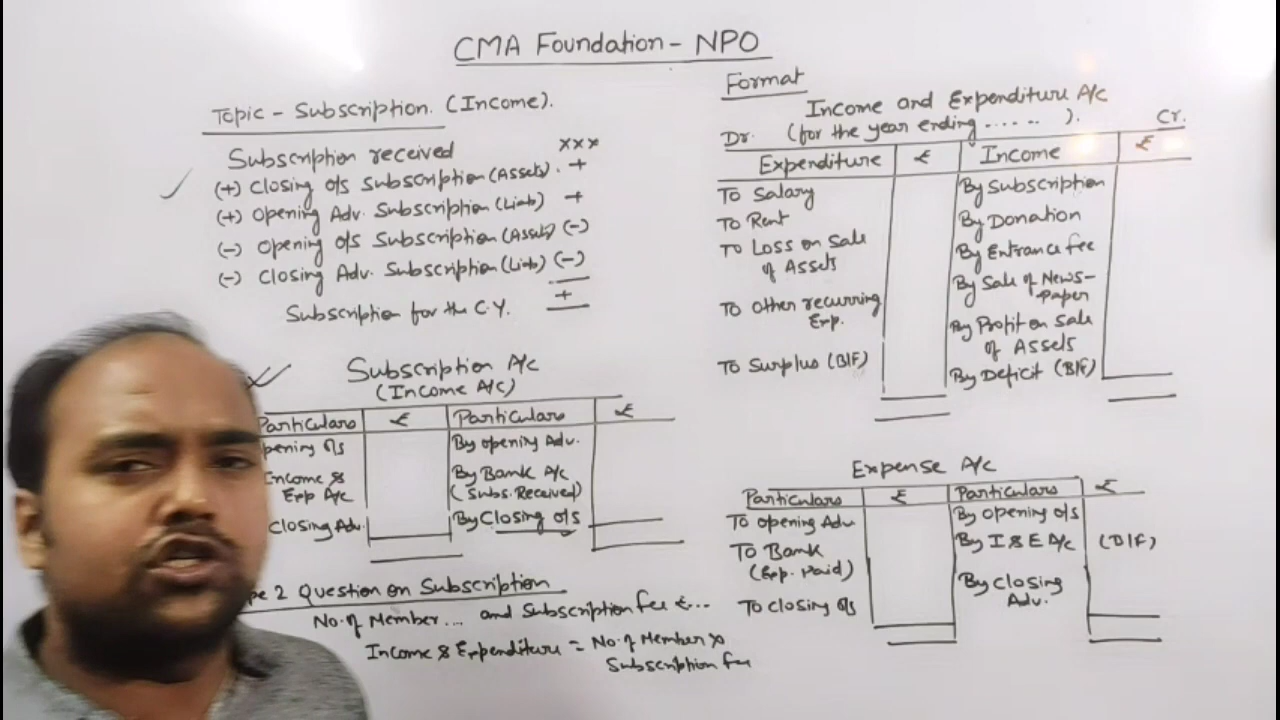 CMA Foundation - NPO
Topic - Subscription. (Income).
Subscription received xxx
(+) Closing o/s Subscription (Assets). +
(+) Opening Adv. Subscription (Liab) +
(-) Opening o/s Subscription (Asset) (-)
(-) Closing Adv. Subscription (Liab) (-)
+
Subscription for the C.Y.
Subscription A/c
(Income A/c)
Particulars ₹ Particulars ₹
pening o/s By opening Adv.
Income & By Bank A/c
Exp A/c (Subs. Received)
Closing Adv. By Closing o/s
pe 2 Question on Subscription
No. of Member .... and Subscription fee ₹...
Income & Expenditure = No. of Member x
Subscription fee
Format
Income and Expenditure A/c
Dr. (for the year ending ...... ). Cr.
Expenditure ₹ Income ₹
To Salary By Subscription
To Rent By Donation
To Loss on Sale By Entrance fee
of Assets By Sale of News-
paper
To Other recurring By Profit on Sale
Exp. of Assets
To Surplus (B/F) By Deficit (B/F)
Expense A/c
Particulars ₹ Particulars ₹
To opening Adv By opening o/s
To Bank By I & E A/c (B/F)
(Exp. Paid) By Closing
To closing o/s Adv.